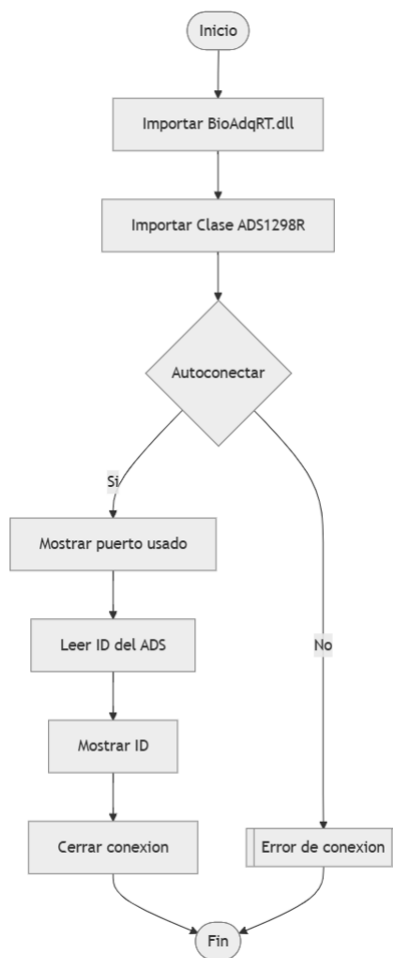 Inicio
Importar BioAdqRT.dll
Importar Clase ADS1298R
Autoconectar
Si
Mostrar puerto usado
Leer ID del ADS
No
Mostrar ID
Cerrar conexion
Error de conexion
Fin